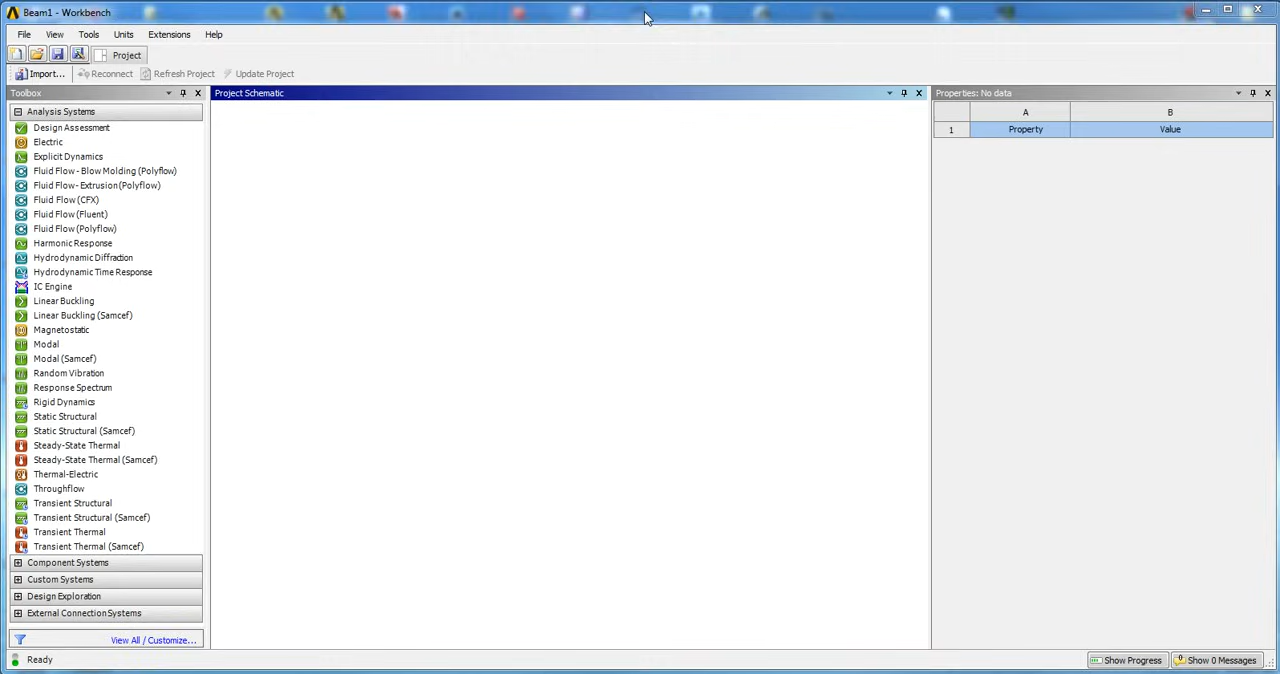 Beam1 - Workbench
File View Tools Units Extensions Help
Project
Import... Reconnect Refresh Project Update Project
Toolbox
Project Schematic
Properties: No data
Analysis Systems
Design Assessment
Electric
Explicit Dynamics
Fluid Flow - Blow Molding (Polyflow)
Fluid Flow- Extrusion(Polyflow)
Fluid Flow (CFX)
Fluid Flow (Fluent)
Fluid Flow (Polyflow)
Harmonic Response
Hydrodynamic Diffraction
Hydrodynamic Time Response
IC Engine
Linear Buckling
Linear Buckling (Samcef)
Magnetostatic
Modal
Modal (Samcef)
Random Vibration
Response Spectrum
Rigid Dynamics
Static Structural
Static Structural (Samcef)
Steady-State Thermal
Steady-State Thermal (Samcef)
Thermal-Electric
Throughflow
Transient Structural
Transient Structural (Samcef)
Transient Thermal
Transient Thermal (Samcef)
Component Systems
Custom Systems
Design Exploration
External Connection Systems
View All / Customize...
A B
1 Property Value
Ready
Show Progress
Show 0 Messages